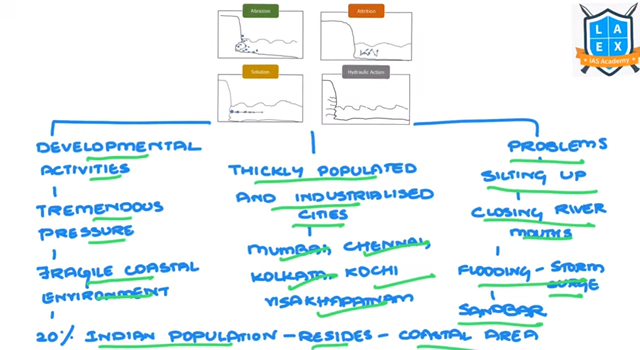 Abrasion
Attrition
Solution
Hydraulic Action
L A
E X
IAS Academy
DEVELOPMENTAL
ACTIVITIES
TREMENDOUS
PRESSURE
FRAGILE COASTAL
ENVIRONMENT
THICKLY POPULATED
AND INDUSTRIALISED
CITIES
MUMBAI, CHENNAI,
KOLKATA, KOCHI
VISAKHAPATNAM
PROBLEMS
SILTING UP
CLOSING RIVER
MOUTHS
FLOODING - STORM
SURGE
SANDBAR
20% INDIAN POPULATION - RESIDES - COASTAL AREA